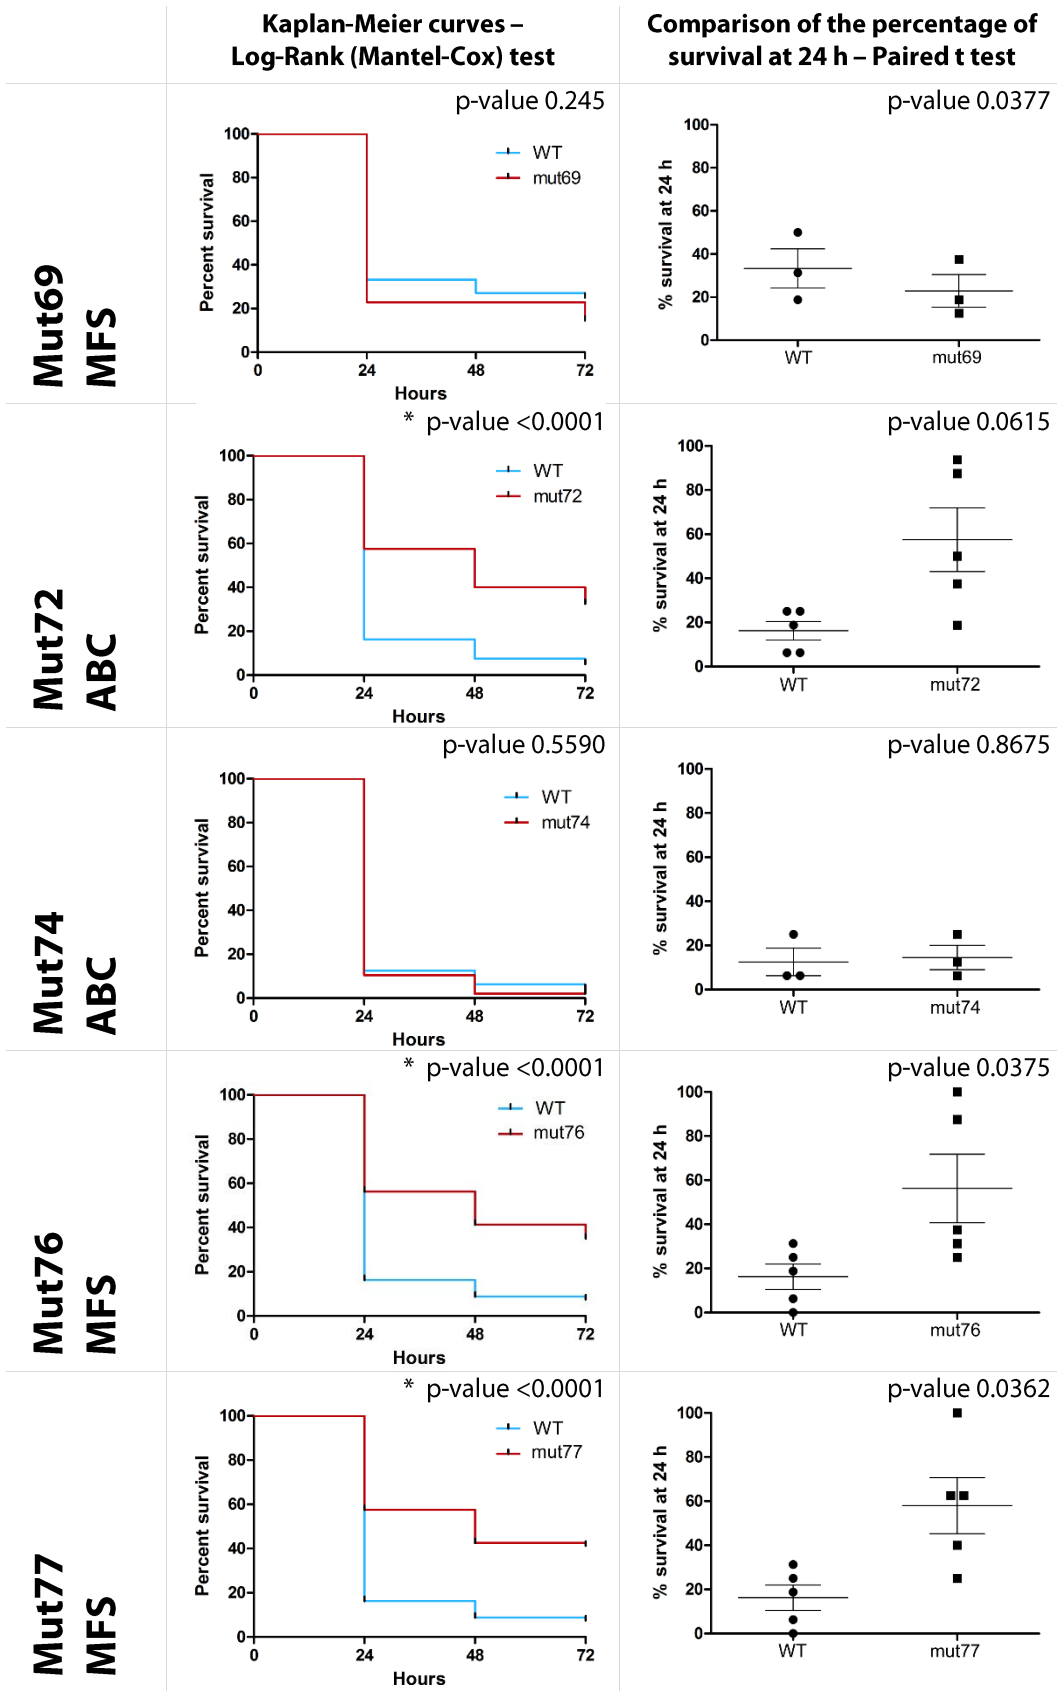 Kaplan-Meier curves –
Log-Rank (Mantel-Cox) test
Comparison of the percentage of
survival at 24 h – Paired t test
Mut69
MFS
p-value 0.245
Percent survival
100
80
60
40
20
0
0 24 48 72
Hours
WT
mut69
p-value 0.0377
% survival at 24 h
100
80
60
40
20
0
WT mut69
Mut72
ABC
* p-value <0.0001
Percent survival
100
80
60
40
20
0
0 24 48 72
Hours
WT
mut72
p-value 0.0615
% survival at 24 h
100
80
60
40
20
0
WT mut72
Mut74
ABC
p-value 0.5590
Percent survival
100
80
60
40
20
0
0 24 48 72
Hours
WT
mut74
p-value 0.8675
% survival at 24 h
100
80
60
40
20
0
WT mut74
Mut76
MFS
* p-value <0.0001
Percent survival
100
80
60
40
20
0
0 24 48 72
Hours
WT
mut76
p-value 0.0375
% survival at 24 h
100
80
60
40
20
0
WT mut76
Mut77
MFS
* p-value <0.0001
Percent survival
100
80
60
40
20
0
0 24 48 72
Hours
WT
mut77
p-value 0.0362
% survival at 24 h
100
80
60
40
20
0
WT mut77